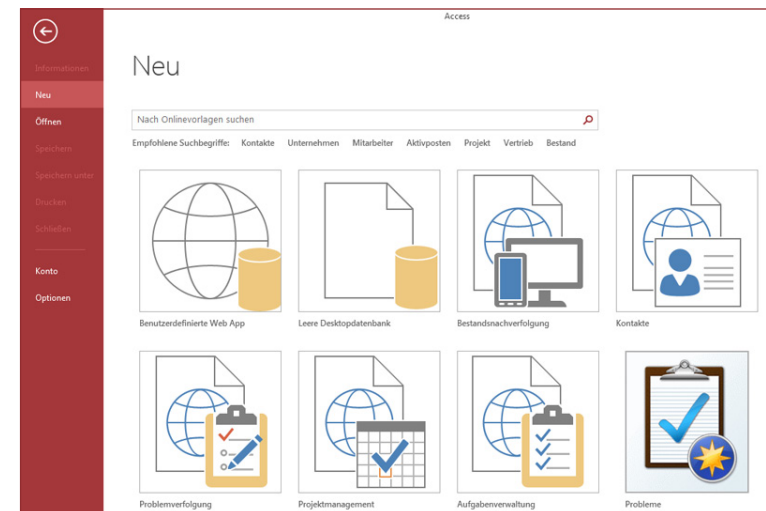 Access
Informationen
Neu
Öffnen
Speichern
Speichern unter
Drucken
Schließen
Konto
Optionen
Neu
Nach Onlinevorlagen suchen
Empfohlene Suchbegriffe: Kontakte Unternehmen Mitarbeiter Aktivposten Projekt Vertrieb Bestand
Benutzerdefinierte Web App Leere Desktopdatenbank Bestandsnachverfolgung Kontakte
Problemverfolgung Projektmanagement Aufgabenverwaltung Probleme